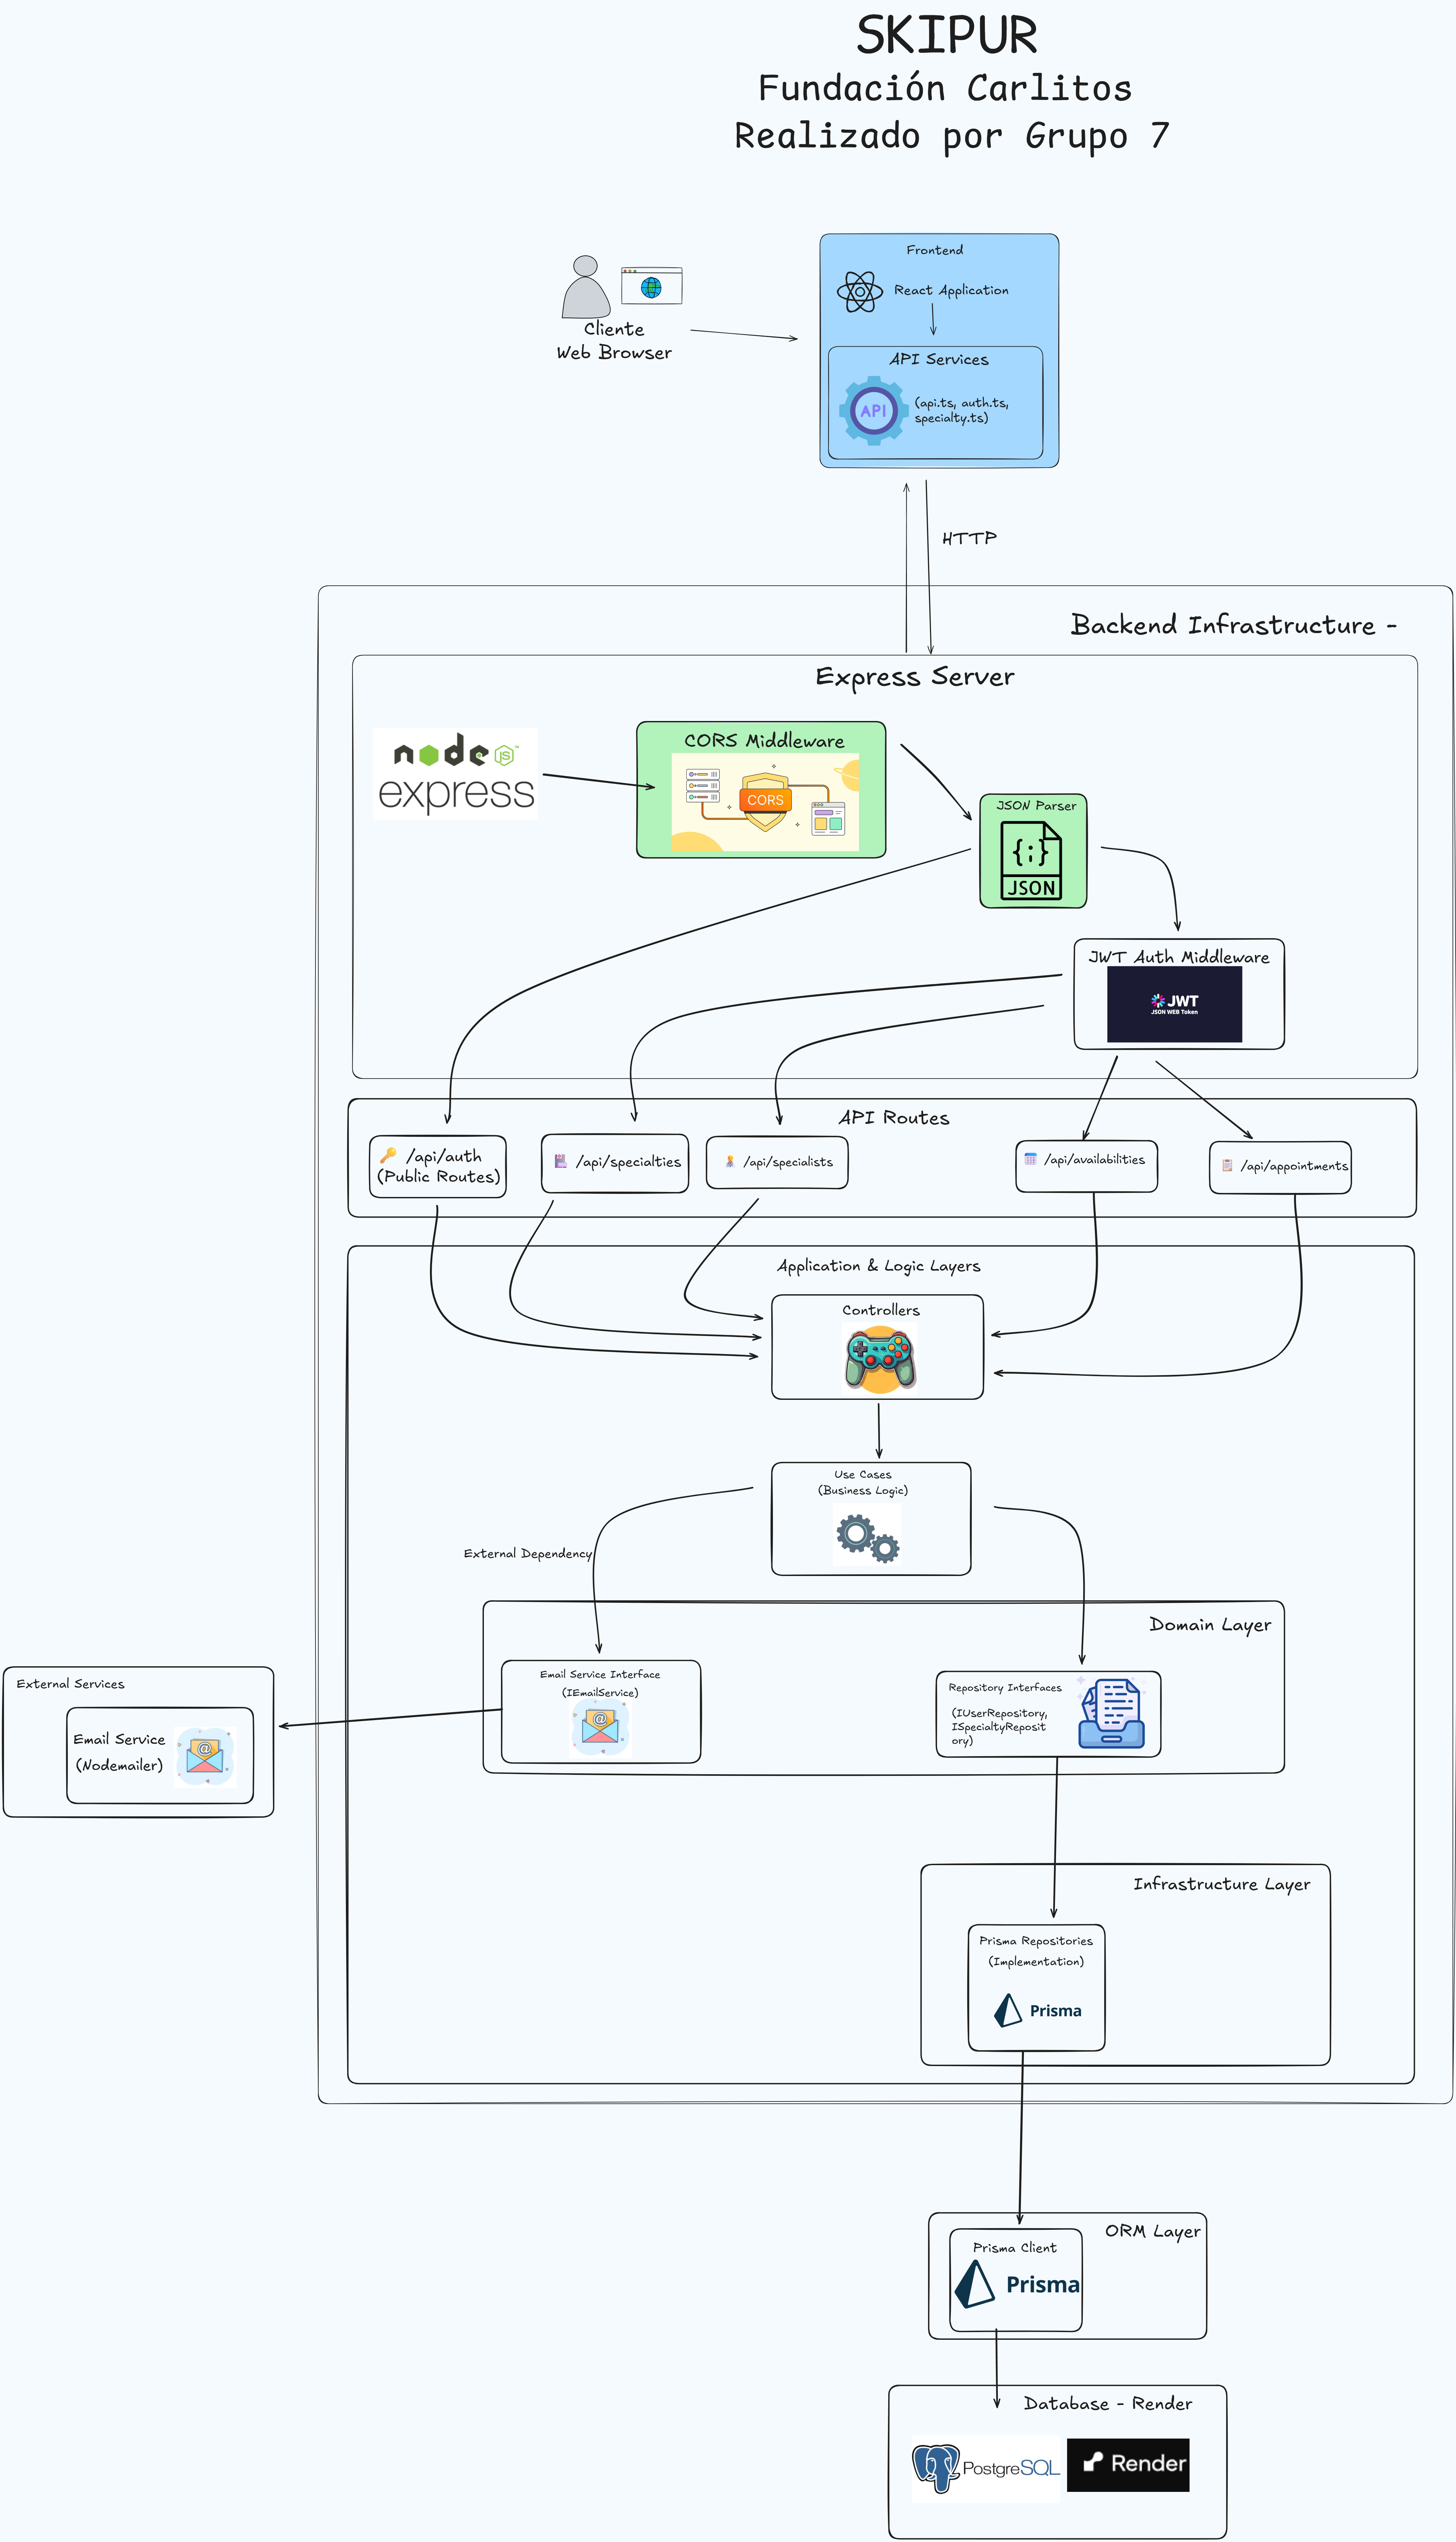 SKIPUR
Fundación Carlitos
Realizado por Grupo 7
Frontend
React Application
Cliente
Web Browser
API Services
API
(api.ts, auth.ts,
specialty.ts)
HTTP
Backend Infrastructure -
Express Server
node JS™
express
CORS Middleware
CORS
JSON Parser
{;}
JSON
JWT Auth Middleware
JWT
JSON WEB Token
API Routes
/api/auth
(Public Routes)
/api/specialties
/api/specialists
/api/availabilities
/api/appointments
Application & Logic Layers
Controllers
Use Cases
(Business Logic)
External Dependency
Domain Layer
Email Service Interface
(IEmailService)
@
Repository Interfaces
(IUserRepository,
ISpecialtyReposit
ory)
External Services
Email Service
(Nodemailer)
@
Infrastructure Layer
Prisma Repositories
(Implementation)
Prisma
ORM Layer
Prisma Client
Prisma
Database - Render
PostgreSQL
Render